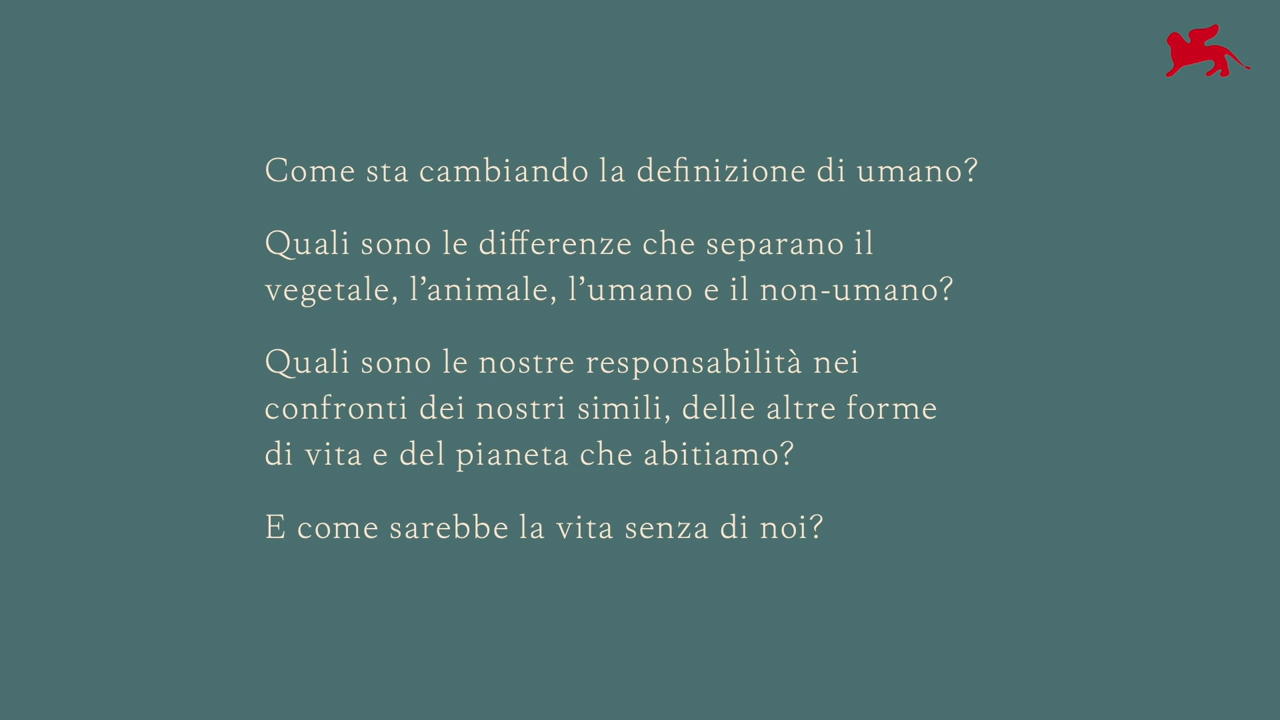 Come sta cambiando la definizione di umano?
Quali sono le differenze che separano il
vegetale, l’animale, l’umano e il non-umano?
Quali sono le nostre responsabilità nei
confronti dei nostri simili, delle altre forme
di vita e del pianeta che abitiamo?
E come sarebbe la vita senza di noi?